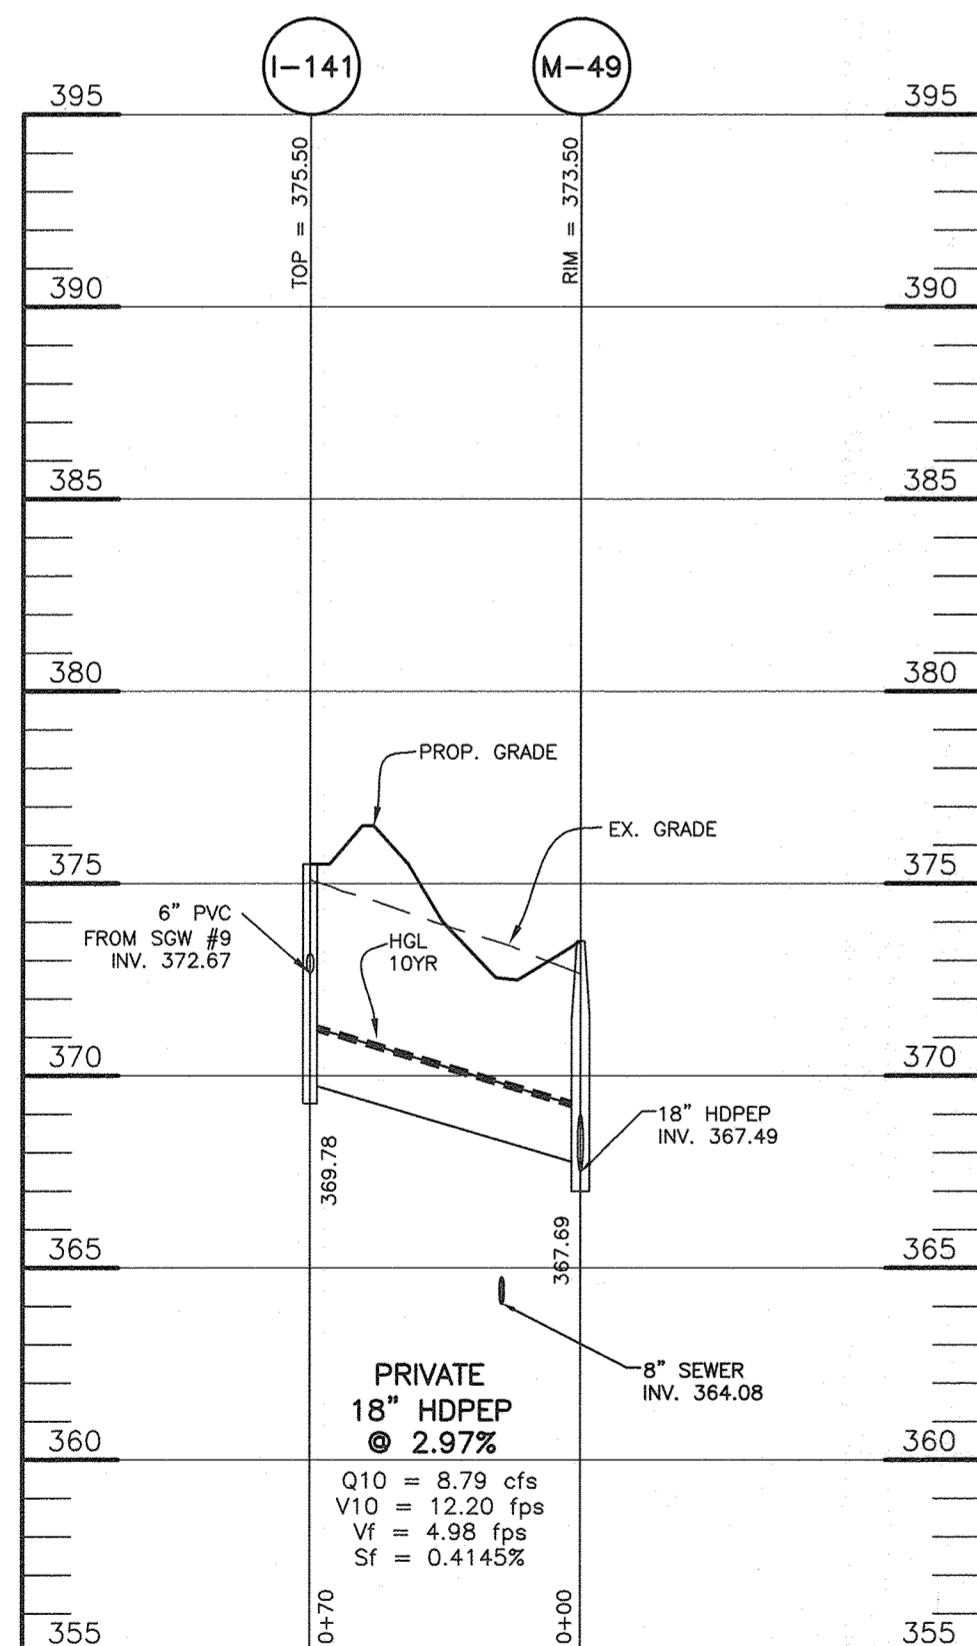 I-141
M-49
395
395
TOP = 375.50
RIM = 373.50
390
390
385
385
380
380
PROP. GRADE
EX. GRADE
375
375
6" PVC
FROM SGW #9
INV. 372.67
HGL
10YR
370
370
18" HDPEP
INV. 367.49
369.78
367.69
365
365
8" SEWER
INV. 364.08
PRIVATE
18" HDPEP
@ 2.97%
360
360
Q10 = 8.79 cfs
V10 = 12.20 fps
Vf = 4.98 fps
Sf = 0.4145%
0+70
0+00
355
355